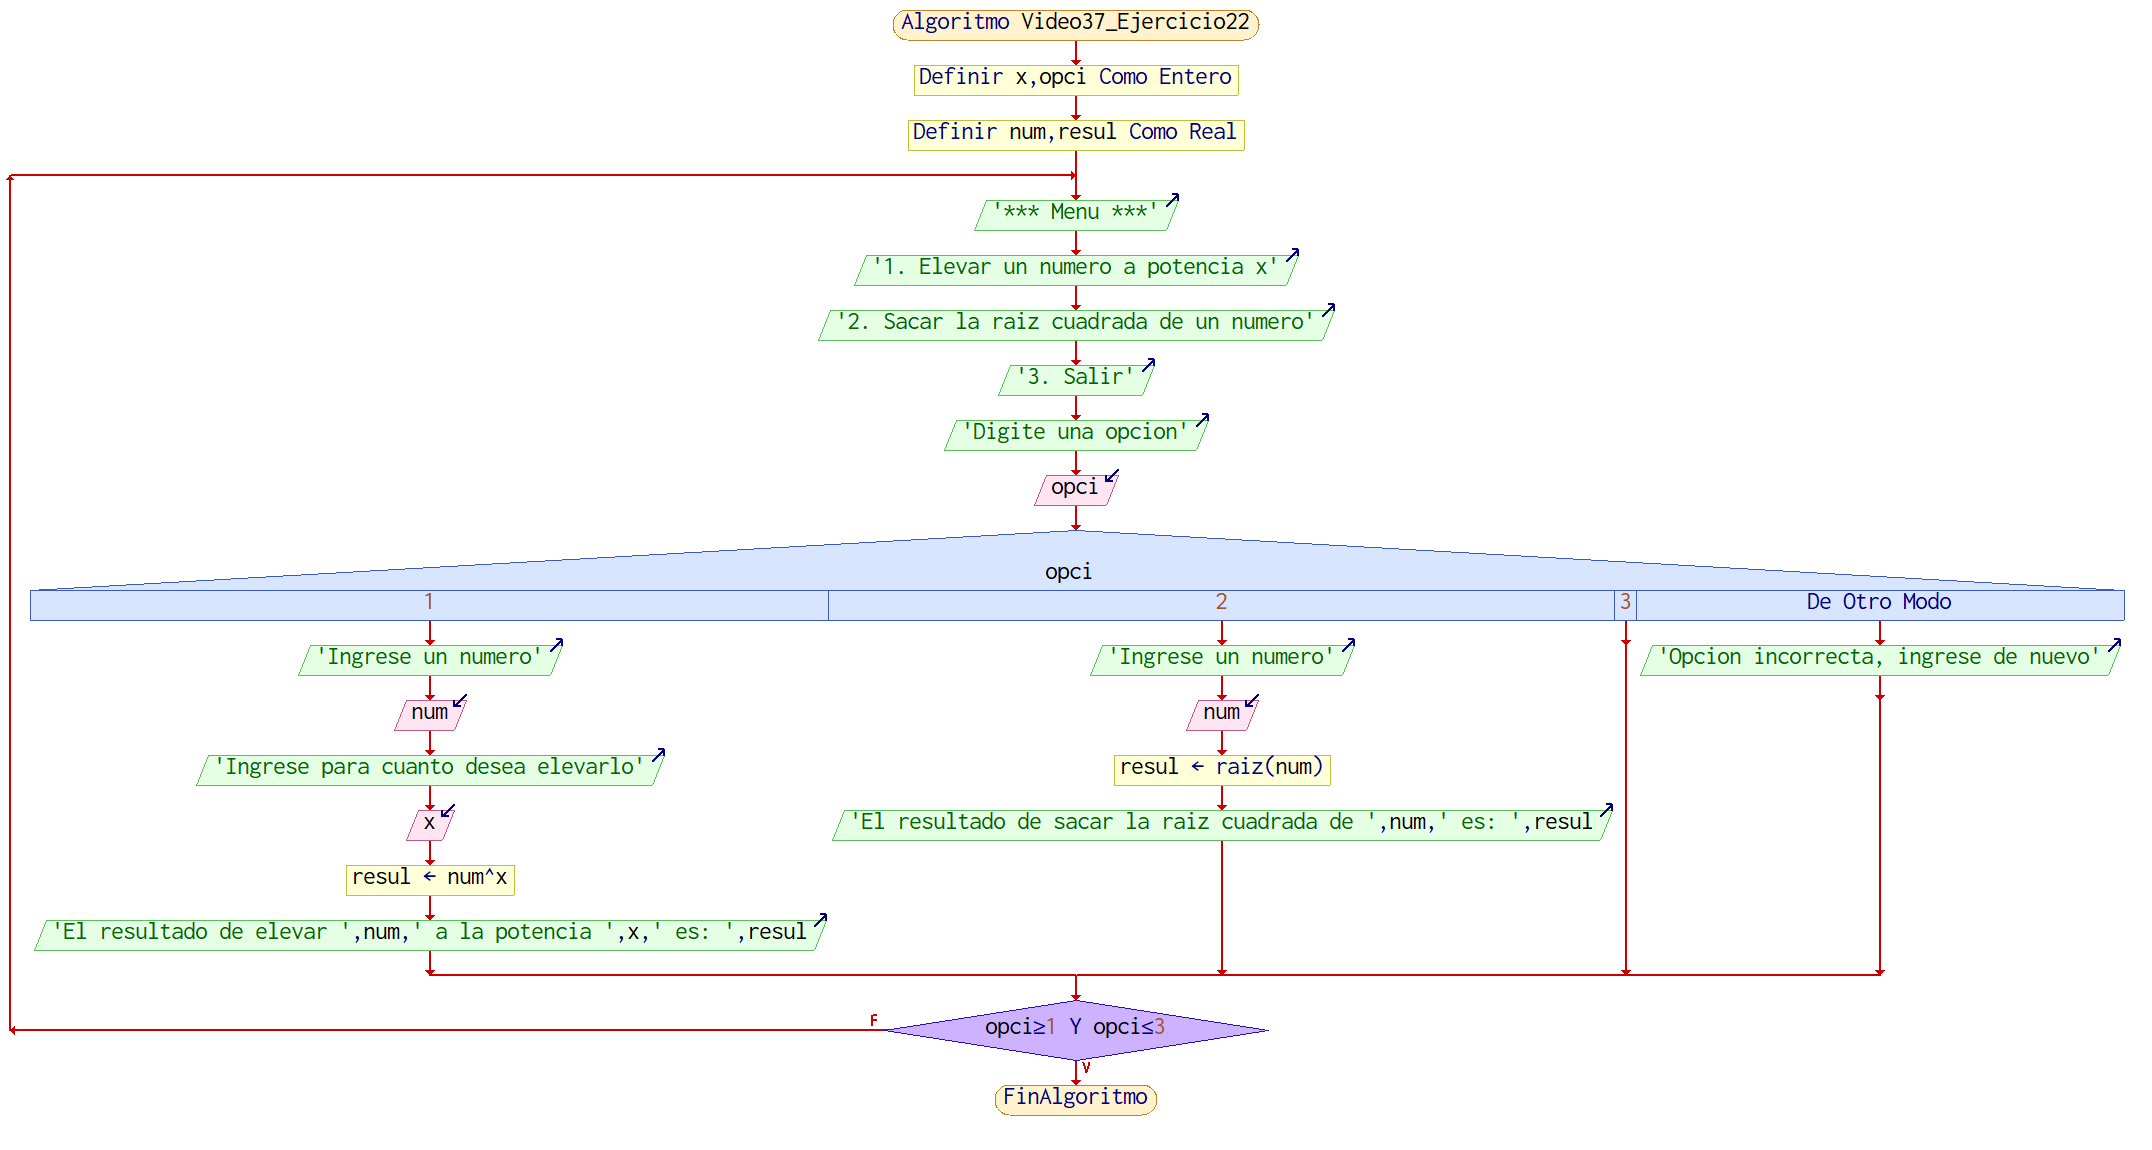 Algoritmo Video37_Ejercicio22
Definir x,opci Como Entero
Definir num,resul Como Real
'*** Menu ***'
'1. Elevar un numero a potencia x'
'2. Sacar la raiz cuadrada de un numero'
'3. Salir'
'Digite una opcion'
opci
opci
1
2
3
De Otro Modo
'Ingrese un numero'
num
'Ingrese para cuanto desea elevarlo'
x
resul ← num^x
'El resultado de elevar ',num,' a la potencia ',x,' es: ',resul
'Ingrese un numero'
num
resul ← raiz(num)
'El resultado de sacar la raiz cuadrada de ',num,' es: ',resul
'Opcion incorrecta, ingrese de nuevo'
opci≥1 Y opci≤3
F
V
FinAlgoritmo